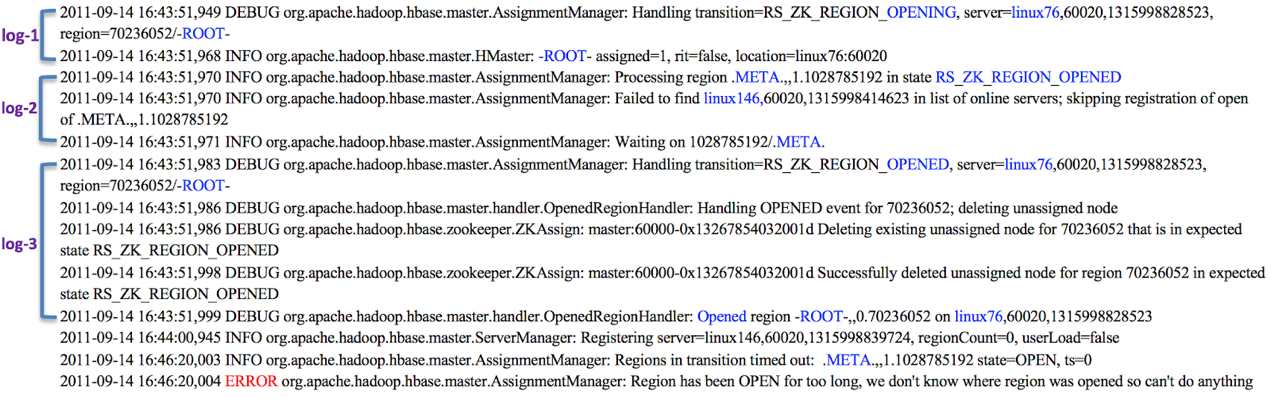 2011-09-14 16:43:51,949 DEBUG org.apache.hadoop.hbase.master.AssignmentManager: Handling transition=RS_ZK_REGION_OPENING, server=linux76,60020,1315998828523,
log-1
region=70236052/-ROOT-
2011-09-14 16:43:51,968 INFO org.apache.hadoop.hbase.master.HMaster: -ROOT- assigned=1, rit=false, location=linux76:60020
2011-09-14 16:43:51,970 INFO org.apache.hadoop.hbase.master.AssignmentManager: Processing region .META.,,1.1028785192 in state RS_ZK_REGION_OPENED
2011-09-14 16:43:51,970 INFO org.apache.hadoop.hbase.master.AssignmentManager: Failed to find linux146,60020,1315998414623 in list of online servers; skipping registration of open
log-2
of .META.,,1.1028785192
2011-09-14 16:43:51,971 INFO org.apache.hadoop.hbase.master.AssignmentManager: Waiting on 1028785192/.META.
2011-09-14 16:43:51,983 DEBUG org.apache.hadoop.hbase.master.AssignmentManager: Handling transition=RS_ZK_REGION_OPENED, server=linux76,60020,1315998828523,
region=70236052/-ROOT-
2011-09-14 16:43:51,986 DEBUG org.apache.hadoop.hbase.master.handler.OpenedRegionHandler: Handling OPENED event for 70236052; deleting unassigned node
2011-09-14 16:43:51,986 DEBUG org.apache.hadoop.hbase.zookeeper.ZKAssign: master:60000-0x13267854032001d Deleting existing unassigned node for 70236052 that is in expected
log-3
state RS_ZK_REGION_OPENED
2011-09-14 16:43:51,998 DEBUG org.apache.hadoop.hbase.zookeeper.ZKAssign: master:60000-0x13267854032001d Successfully deleted unassigned node for region 70236052 in expected
state RS_ZK_REGION_OPENED
2011-09-14 16:43:51,999 DEBUG org.apache.hadoop.hbase.master.handler.OpenedRegionHandler: Opened region -ROOT-,,0.70236052 on linux76,60020,1315998828523
2011-09-14 16:44:00,945 INFO org.apache.hadoop.hbase.master.ServerManager: Registering server=linux146,60020,1315998839724, regionCount=0, userLoad=false
2011-09-14 16:46:20,003 INFO org.apache.hadoop.hbase.master.AssignmentManager: Regions in transition timed out: .META.,,1.1028785192 state=OPEN, ts=0
2011-09-14 16:46:20,004 ERROR org.apache.hadoop.hbase.master.AssignmentManager: Region has been OPEN for too long, we don't know where region was opened so can't do anything